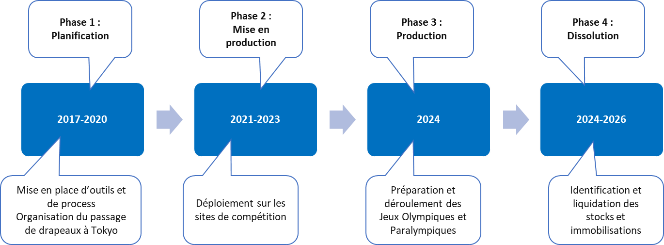 Phase 1 :
Planification
Phase 2 :
Mise en
production
Phase 3 :
Production
Phase 4 :
Dissolution
2017-2020
2021-2023
2024
2024-2026
Mise en place d'outils et
de process
Organisation du passage
de drapeaux à Tokyo
Déploiement sur les
sites de compétition
Préparation et
déroulement des
Jeux Olympiques et
Paralympiques
Identification et
liquidation des
stocks et
immobilisations